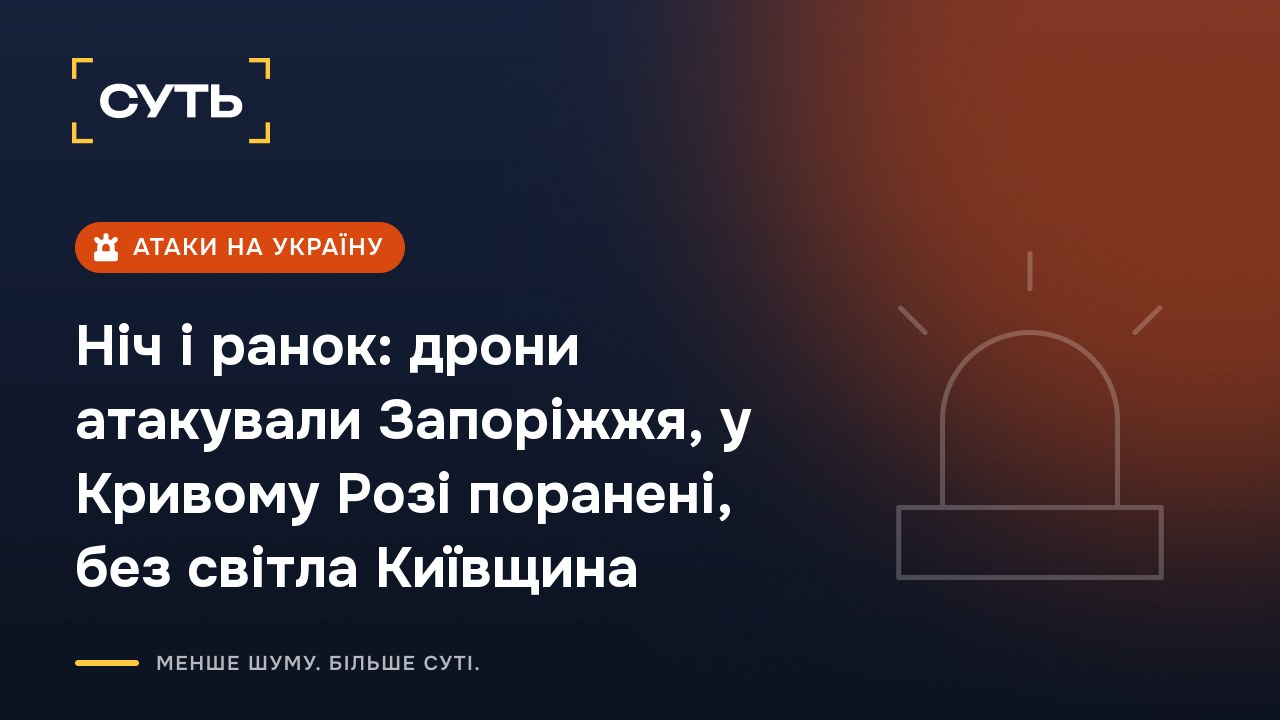 СУТЬ
АТАКИ НА УКРАЇНУ
Ніч і ранок: дрони
атакували Запоріжжя, у
Кривому Розі поранені,
без світла Київщина
МЕНШЕ ШУМУ. БІЛЬШЕ СУТІ.